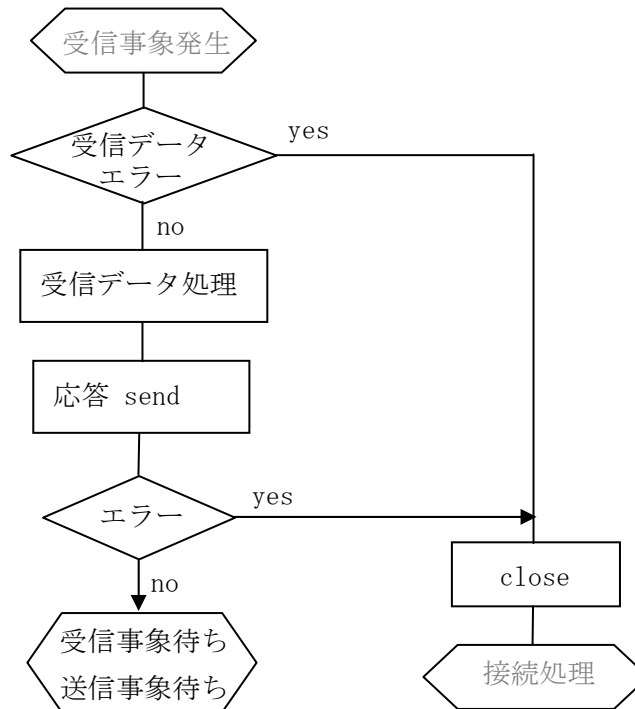 受信事象発生
受信データ
エラー
yes
no
受信データ処理
応答 send
エラー
yes
no
close
受信事象待ち
送信事象待ち
接続処理